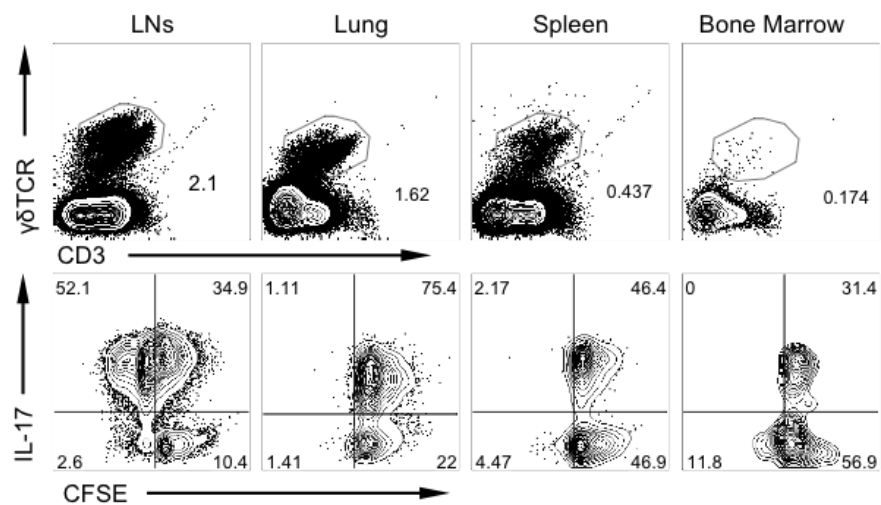 LNs Lung Spleen Bone Marrow
γδTCR
2.1 1.62 0.437 0.174
CD3
52.1 34.9 1.11 75.4 2.17 46.4 0 31.4
IL-17
2.6 10.4 1.41 22 4.47 46.9 11.8 56.9
CFSE